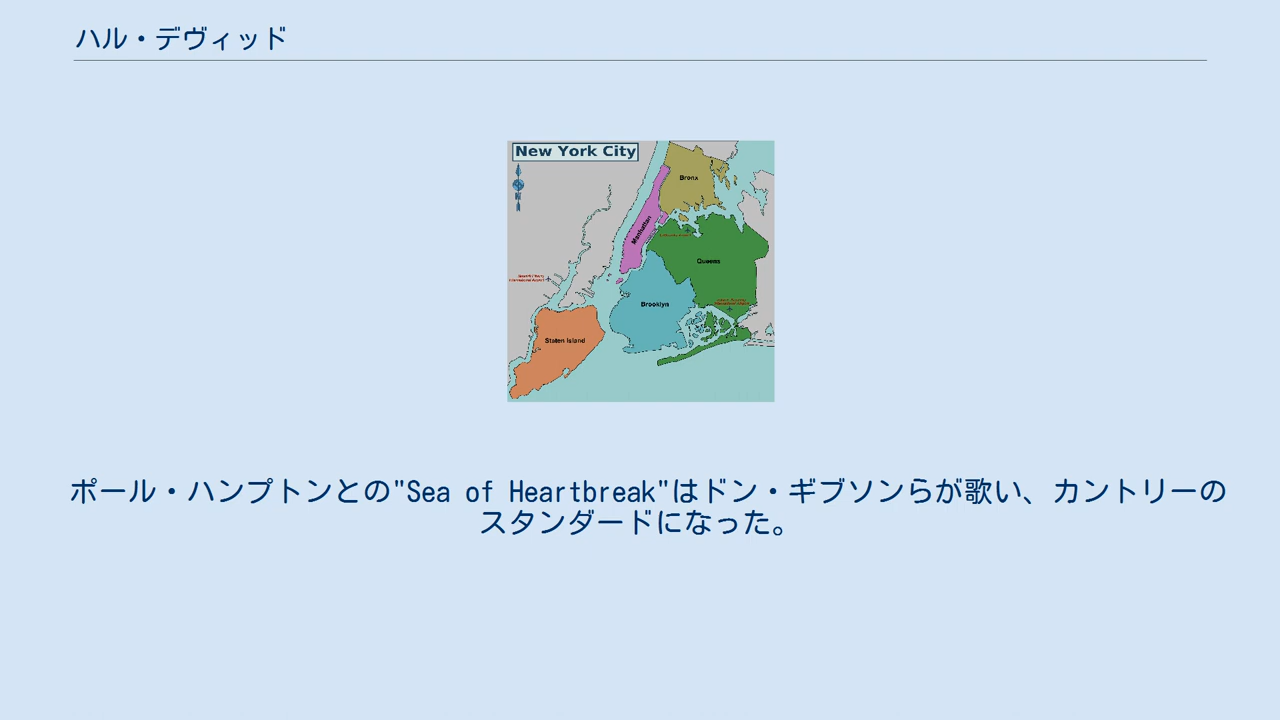 ハル・デヴィッド
New York City
Bronx
Manhattan
Queens
Brooklyn
Staten Island
ポール・ハンプトンとの"Sea of Heartbreak"はドン・ギブソンらが歌い、カントリーの
スタンダードになった。